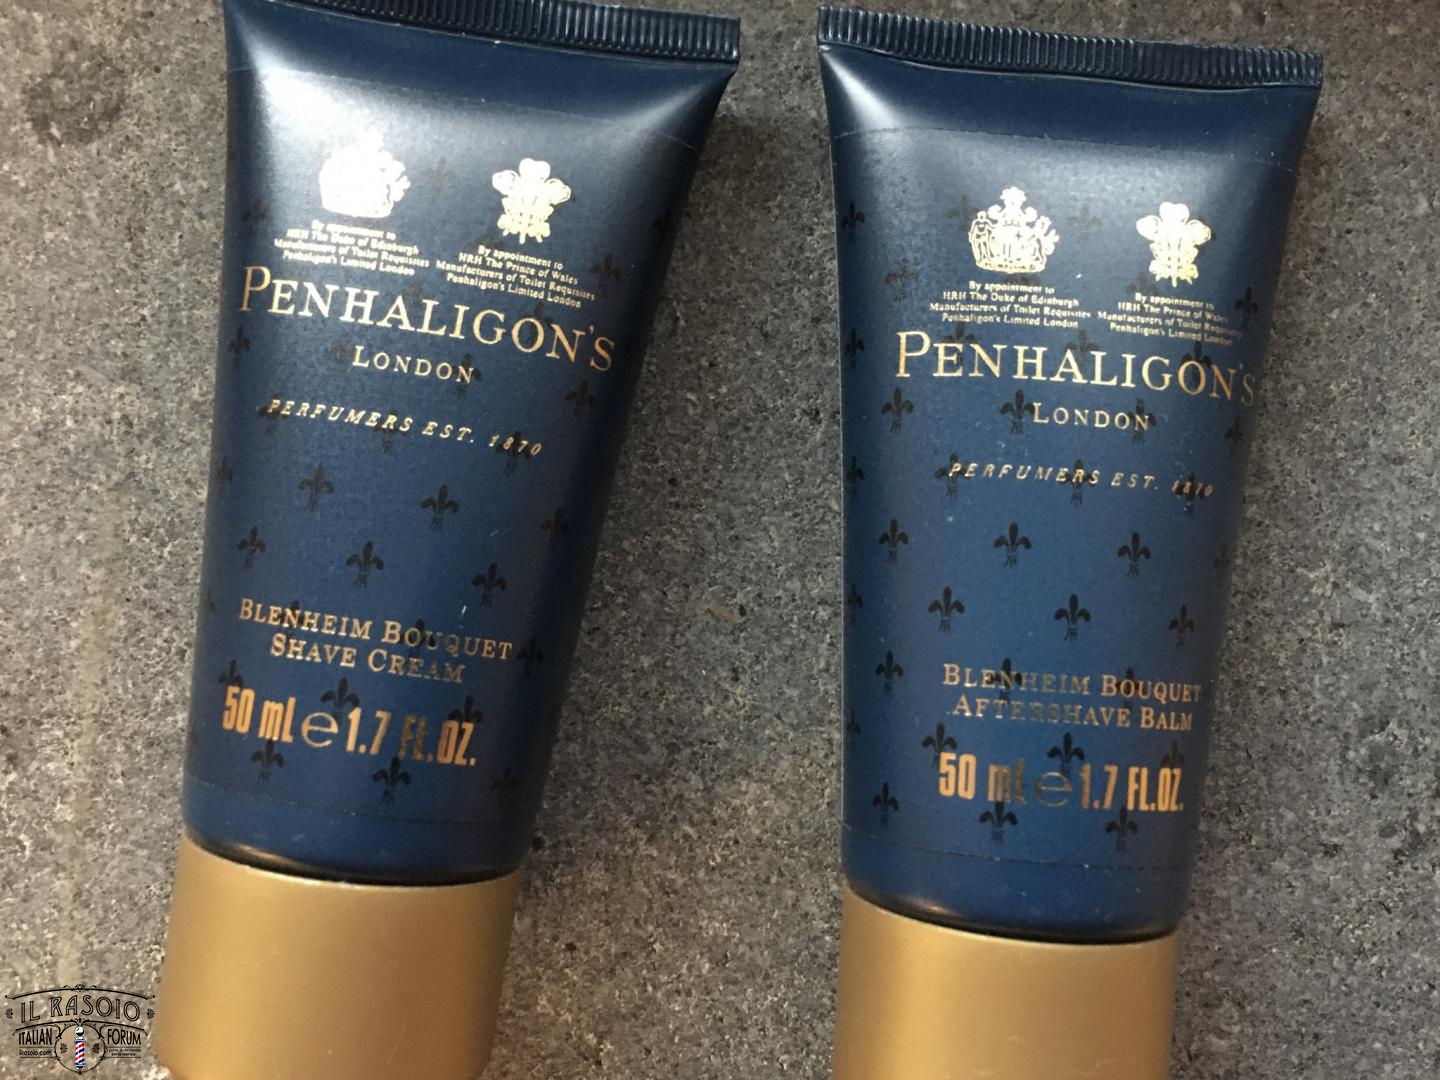 By appointment to
HRH The Duke of Edinburgh
Manufacturers of Toilet Requisites
Penhaligon's Limited London
By appointment to
HRH The Prince of Wales
Manufacturers of Toilet Requisites
Penhaligon's Limited London
PENHALIGON'S
LONDON
PERFUMERS EST. 1870
BLENHEIM BOUQUET
SHAVE CREAM
50 mL e 1.7 FL.OZ.
By appointment to
HRH The Duke of Edinburgh
Manufacturers of Toilet Requisites
Penhaligon's Limited London
By appointment to
HRH The Prince of Wales
Manufacturers of Toilet Requisites
Penhaligon's Limited London
PENHALIGON'S
LONDON
PERFUMERS EST. 1870
BLENHEIM BOUQUET
AFTERSHAVE BALM
50 mL e 1.7 FL.OZ.
IL RASOIO
ITALIAN FORUM
ilrasoio.com